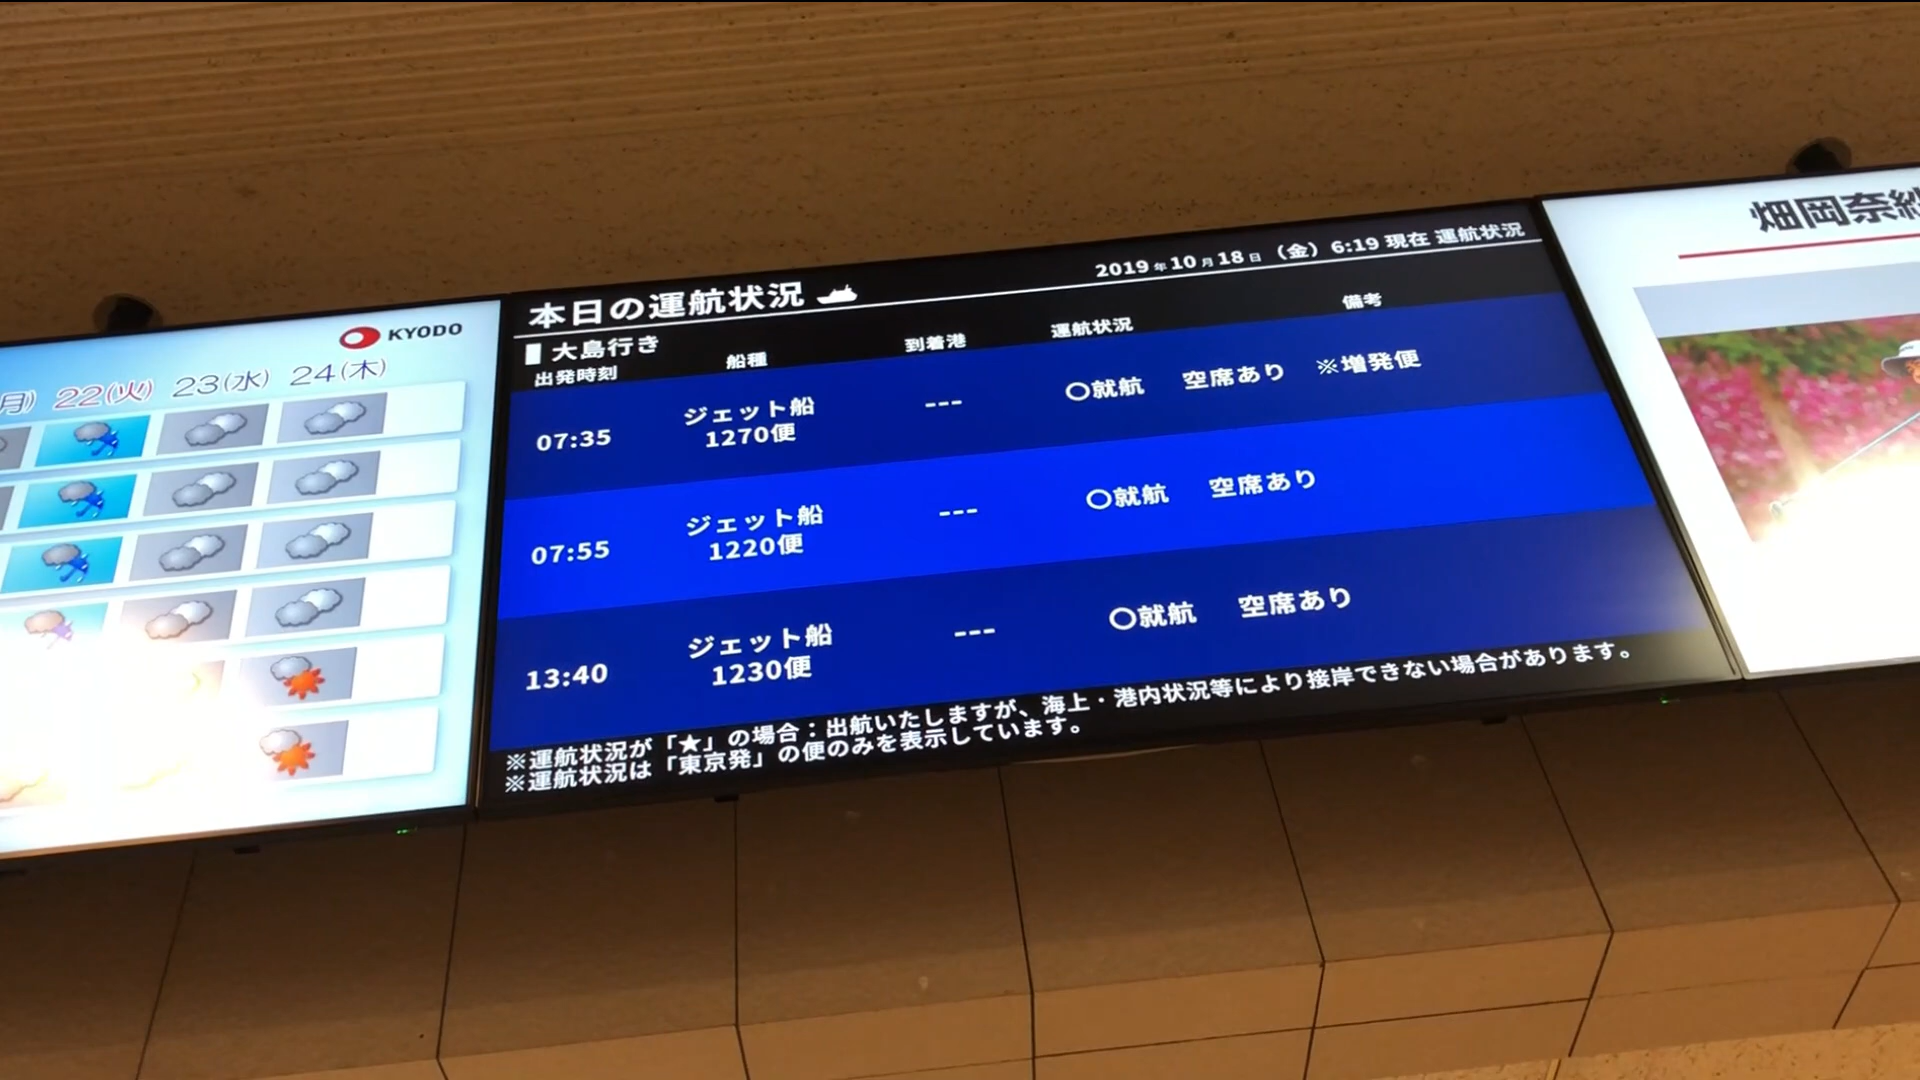 KYODO
月) 22(火) 23(水) 24(木)
本日の運航状況
2019年10月18日（金）6:19 現在 運航状況
■大島行き
出発時刻 船種 到着港 運航状況 備考
07:35 ジェット船 1270便 --- ○就航 空席あり ※増発便
07:55 ジェット船 1220便 --- ○就航 空席あり
13:40 ジェット船 1230便 --- ○就航 空席あり
※運航状況が「★」の場合：出航いたしますが、海上・港内状況等により接岸できない場合があります。
※運航状況は「東京発」の便のみを表示しています。
畑岡奈紗